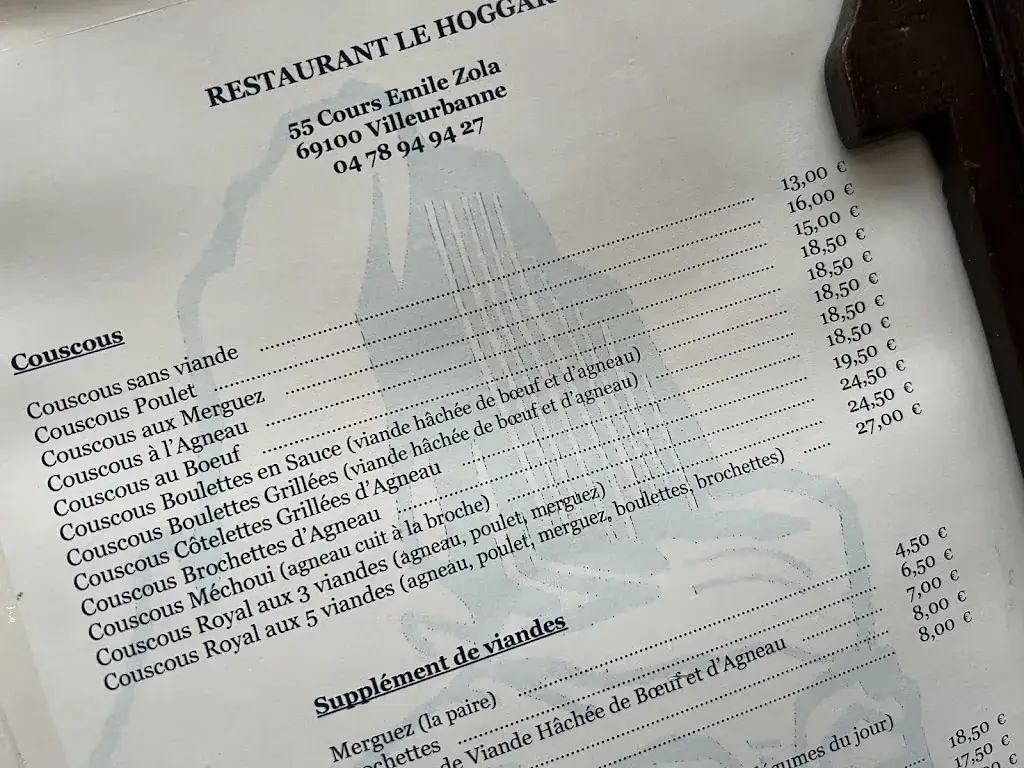 RESTAURANT LE HOGGAR
55 Cours Emile Zola
69100 Villeurbanne
04 78 94 94 27
Couscous
Couscous sans viande 13,00 €
Couscous Poulet 16,00 €
Couscous aux Merguez 15,00 €
Couscous à l'Agneau 18,50 €
Couscous au Boeuf 18,50 €
Couscous Boulettes en Sauce (viande hâchée de bœuf et d'agneau) 18,50 €
Couscous Boulettes Grillées (viande hâchée de bœuf et d'agneau) 18,50 €
Couscous Côtelettes Grillées d'Agneau 18,50 €
Couscous Brochettes d'Agneau 19,50 €
Couscous Méchoui (agneau cuit à la broche) 24,50 €
Couscous Royal aux 3 viandes (agneau, poulet, merguez) 24,50 €
Couscous Royal aux 5 viandes (agneau, poulet, merguez, boulettes, brochettes) 27,00 €
Supplément de viandes
Merguez (la paire) 4,50 €
ochettes 6,50 €
de Viande Hâchée de Bœuf et d'Agneau 7,00 €
8,00 €
8,00 €
du jour)
18,50 €
17,50 €